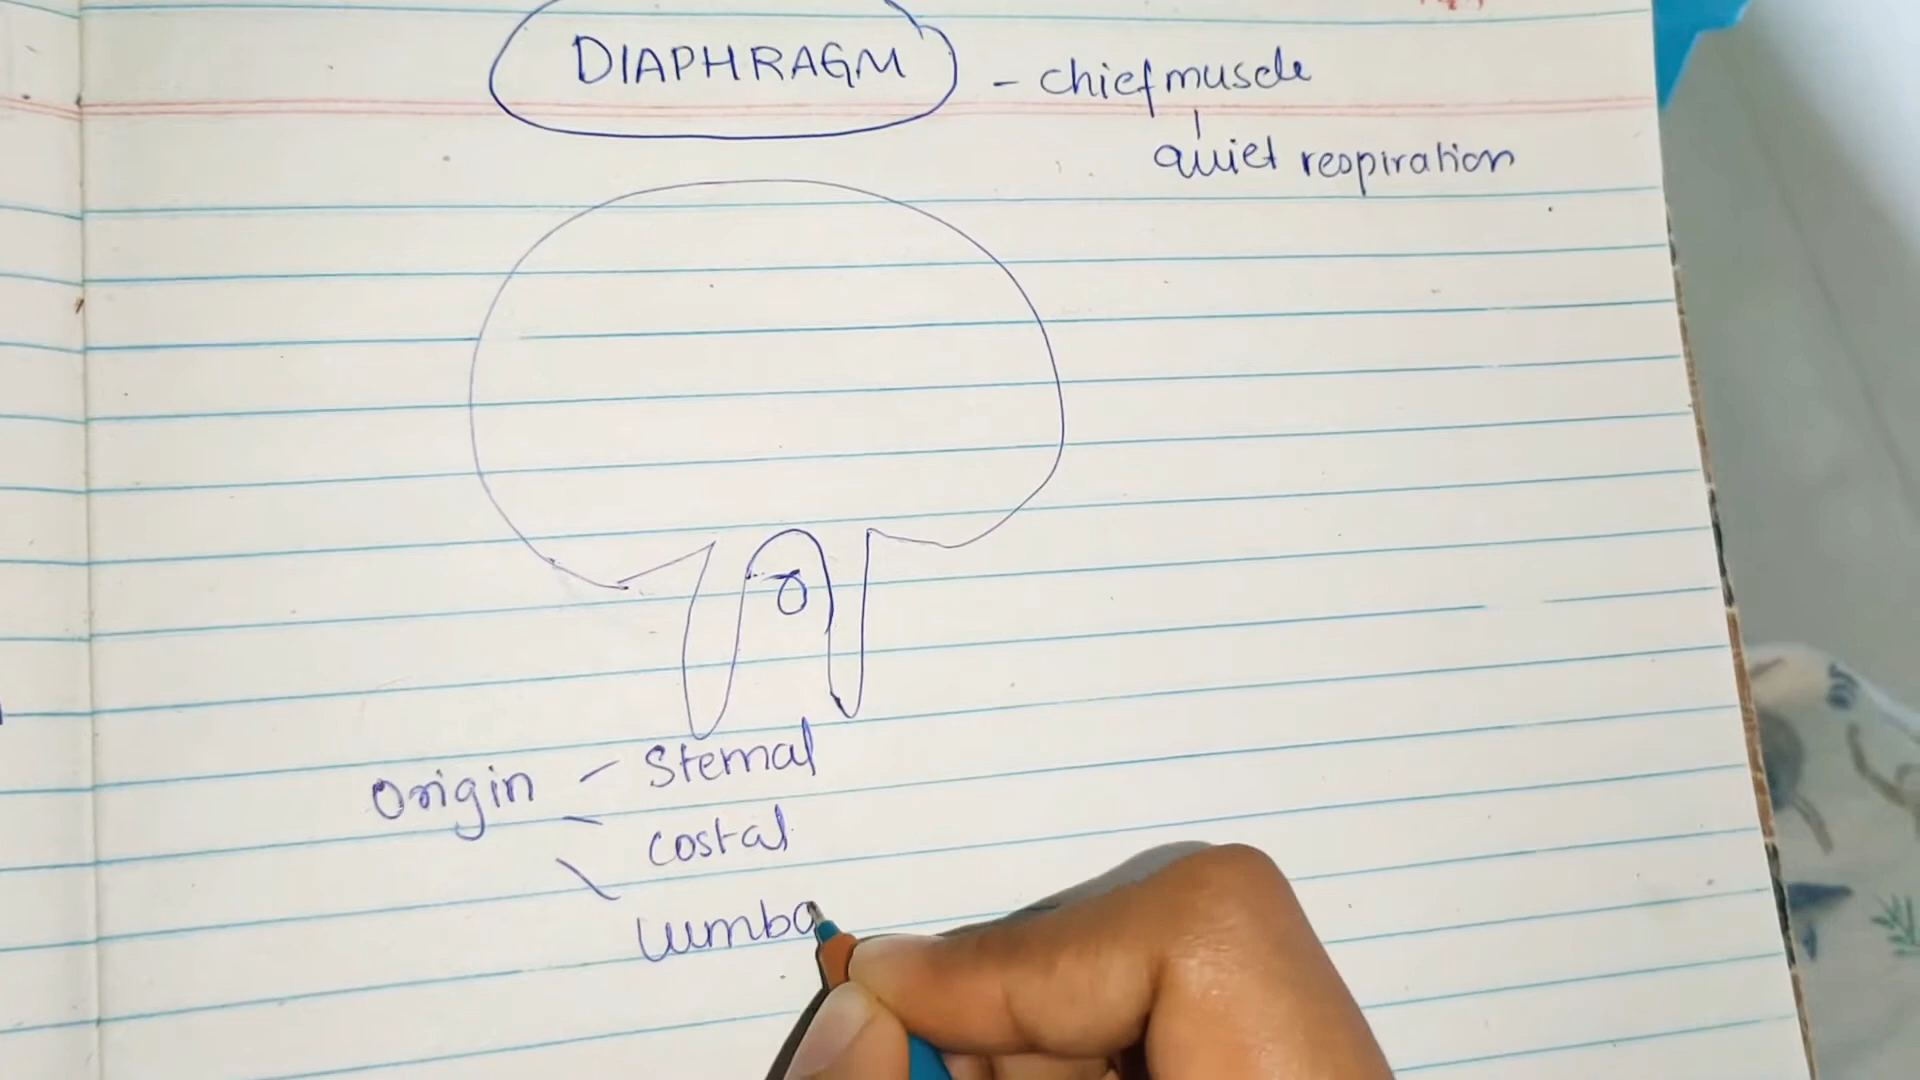 DIAPHRAGM - chief muscle
quiet respiration
Origin - Sternal
costal
Lumba